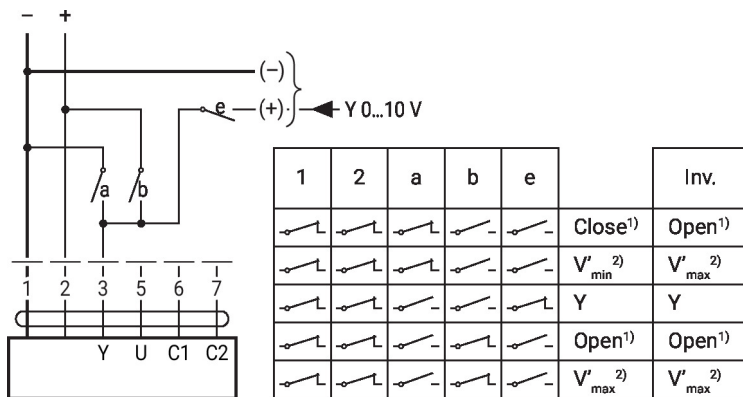 − +
(−)
e (+) Y 0...10 V
a b
1 2 3 5 6 7
Y U C1 C2
1 2 a b e Inv.
Close¹⁾ Open¹⁾
V'min²⁾ V'max²⁾
Y Y
Open¹⁾ Open¹⁾
V'max²⁾ V'max²⁾